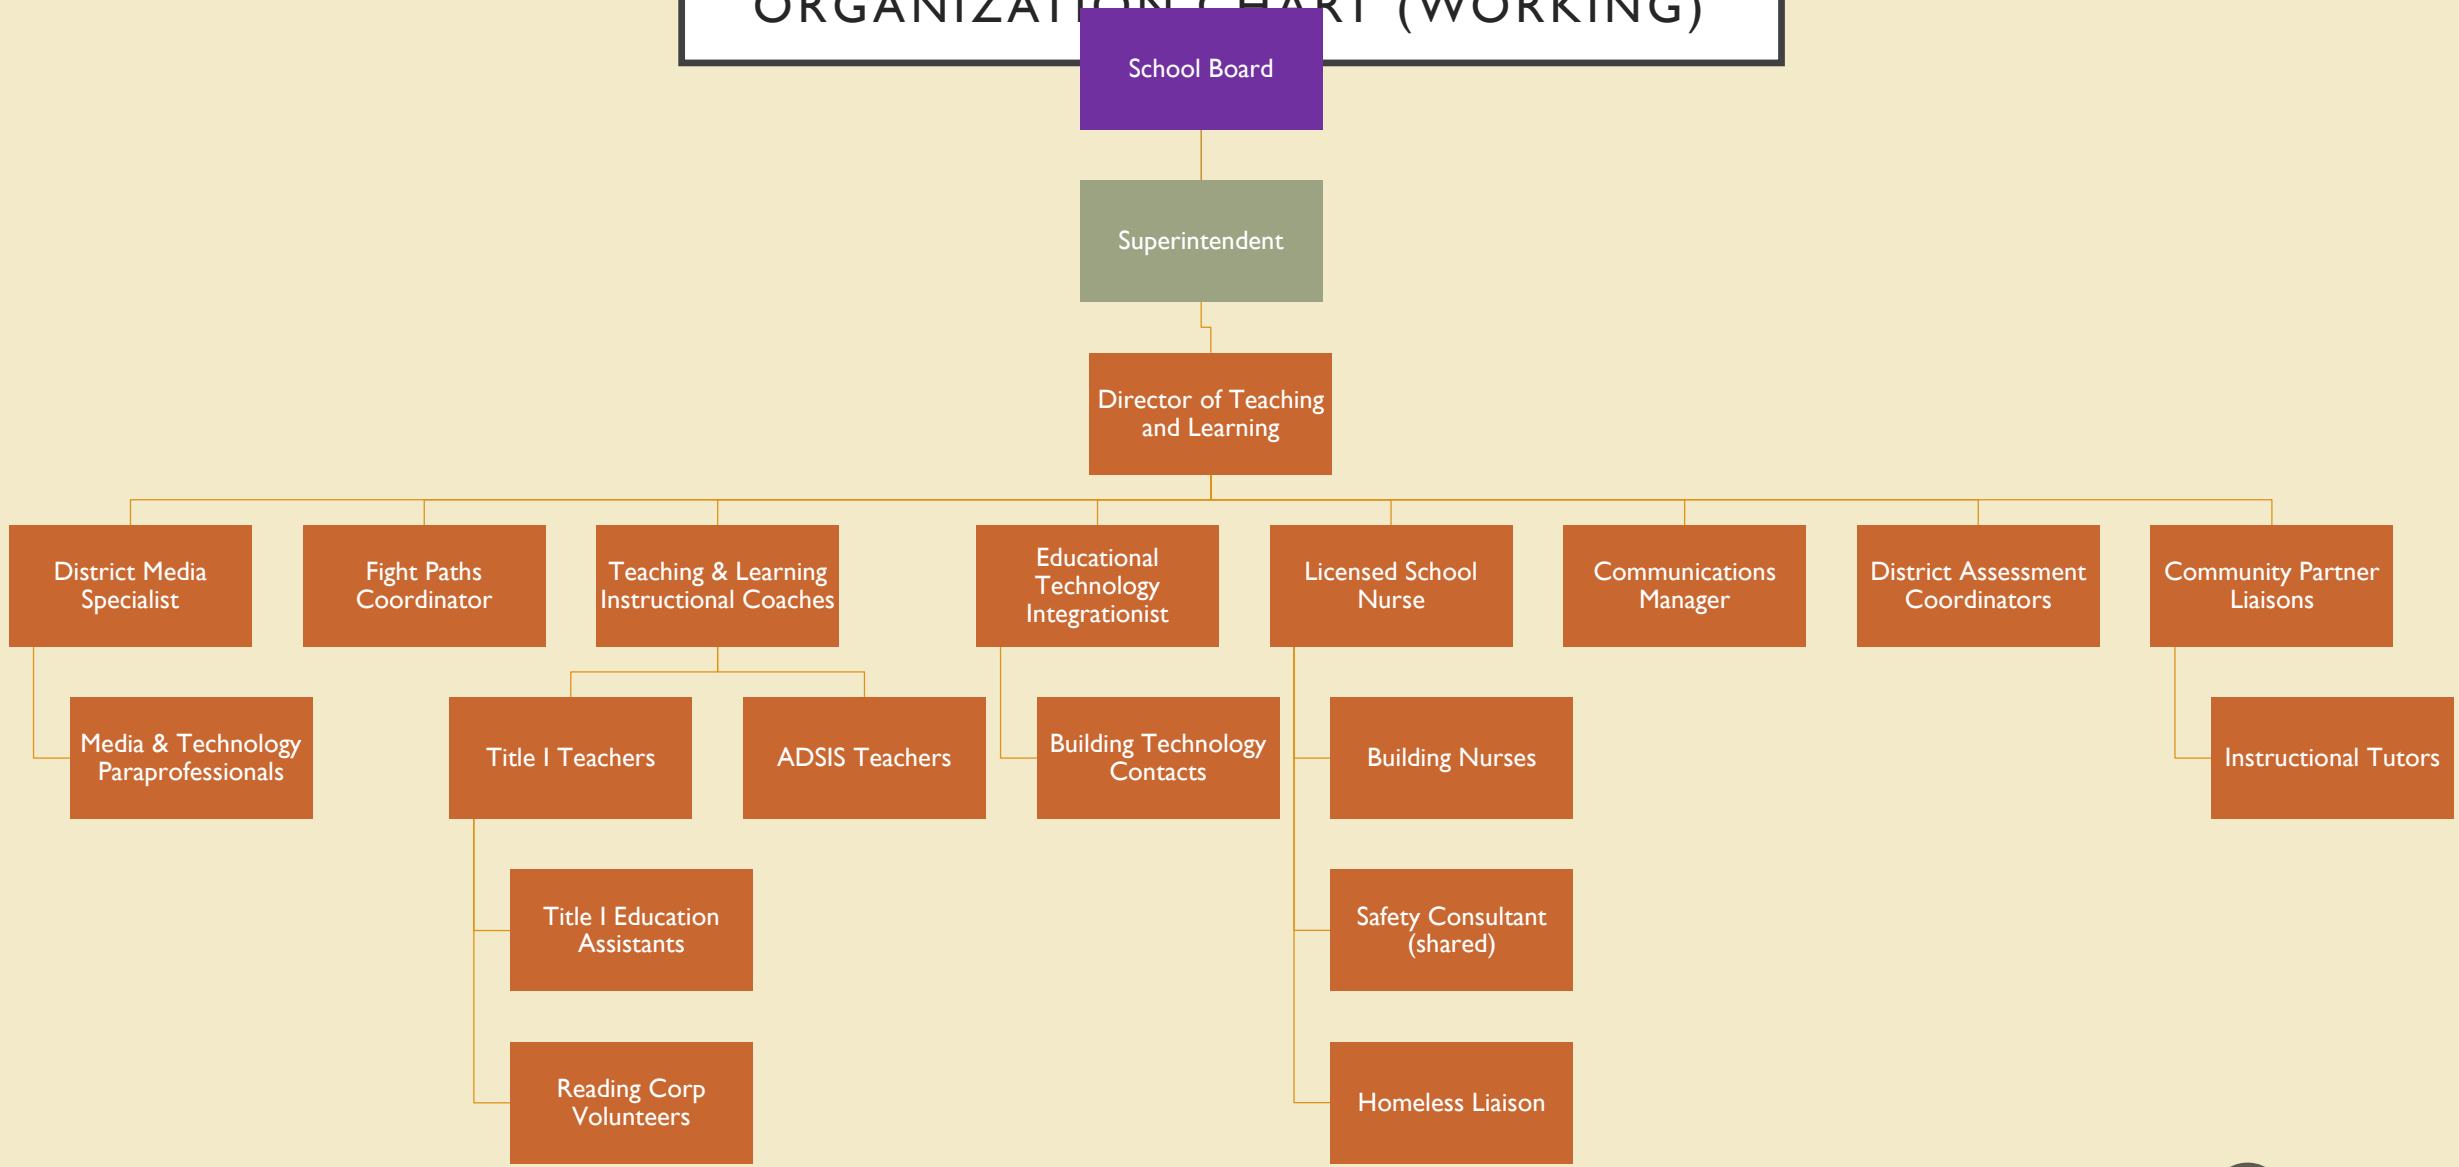 ORGANIZATION CHART (WORKING)
School Board
Superintendent
Director of Teaching
and Learning
District Media
Specialist
Fight Paths
Coordinator
Teaching & Learning
Instructional Coaches
Educational
Technology
Integrationist
Licensed School
Nurse
Communications
Manager
District Assessment
Coordinators
Community Partner
Liaisons
Media & Technology
Paraprofessionals
Title I Teachers
ADSIS Teachers
Building Technology
Contacts
Building Nurses
Instructional Tutors
Title I Education
Assistants
Safety Consultant
(shared)
Reading Corp
Volunteers
Homeless Liaison